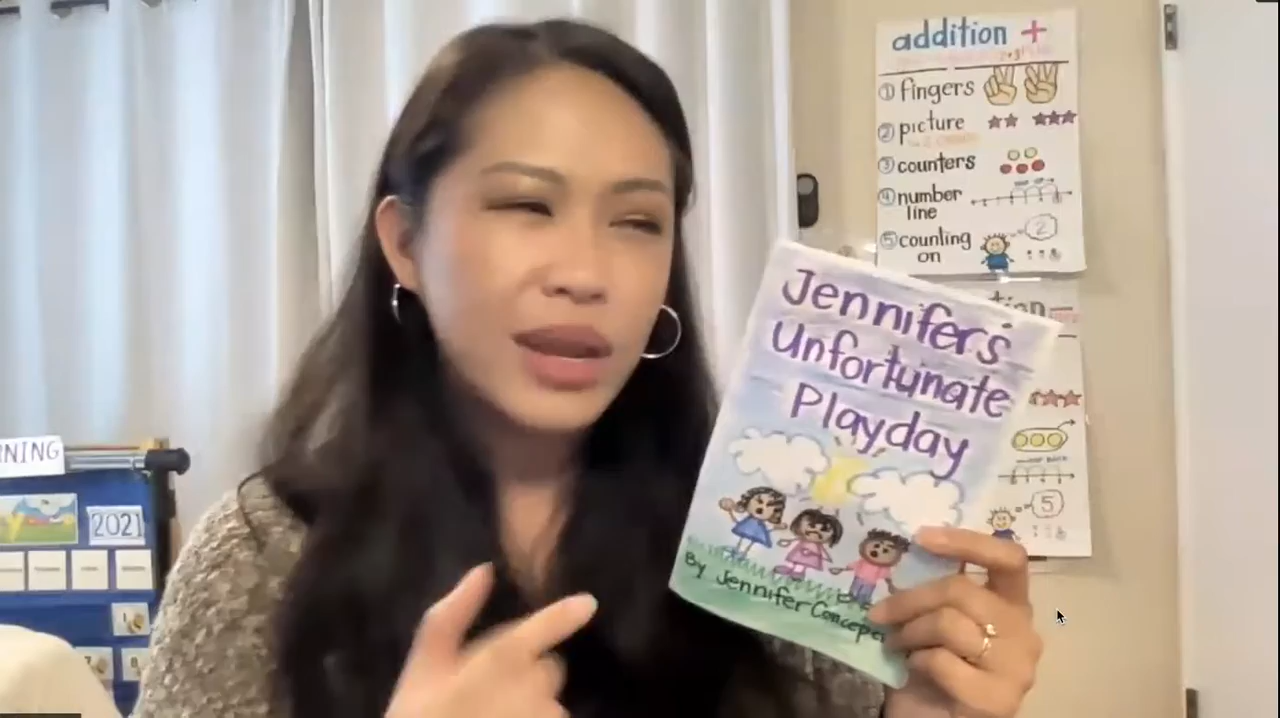 addition +
① fingers
② picture
③ counters
④ number
line
⑤ counting
on
2
Jennifer's
Unfortunate
Playday
By Jennifer
5
NING
2021